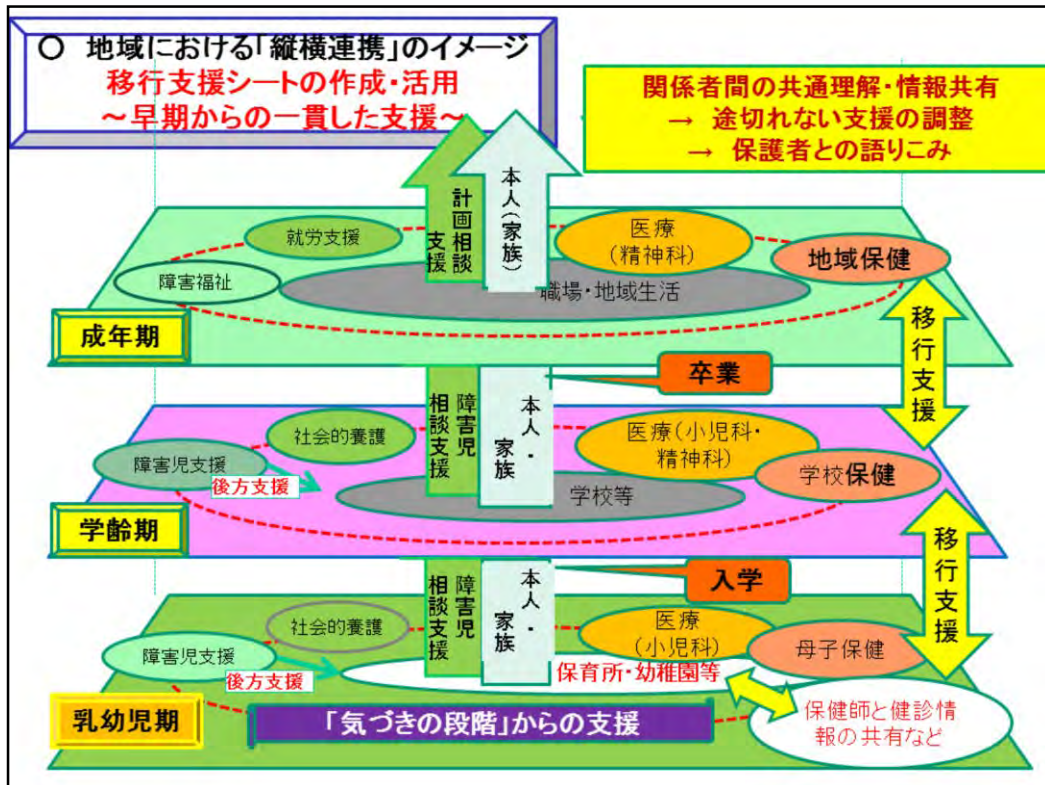 ○ 地域における「縦横連携」のイメージ
移行支援シートの作成・活用
～早期からの一貫した支援～
関係者間の共通理解・情報共有
→ 途切れない支援の調整
→ 保護者との語りこみ
計画相談
支援
本人(家族)
就労支援
医療
(精神科)
地域保健
障害福祉
職場・地域生活
成年期
移行支援
卒業
障害児
相談支援
本人・
家族
社会的養護
医療(小児科・
精神科)
障害児支援
後方支援
学校保健
学校等
学齢期
移行支援
入学
障害児
相談支援
本人・
家族
社会的養護
医療
(小児科)
母子保健
障害児支援
後方支援
保育所・幼稚園等
乳幼児期
「気づきの段階」からの支援
保健師と健診情
報の共有など